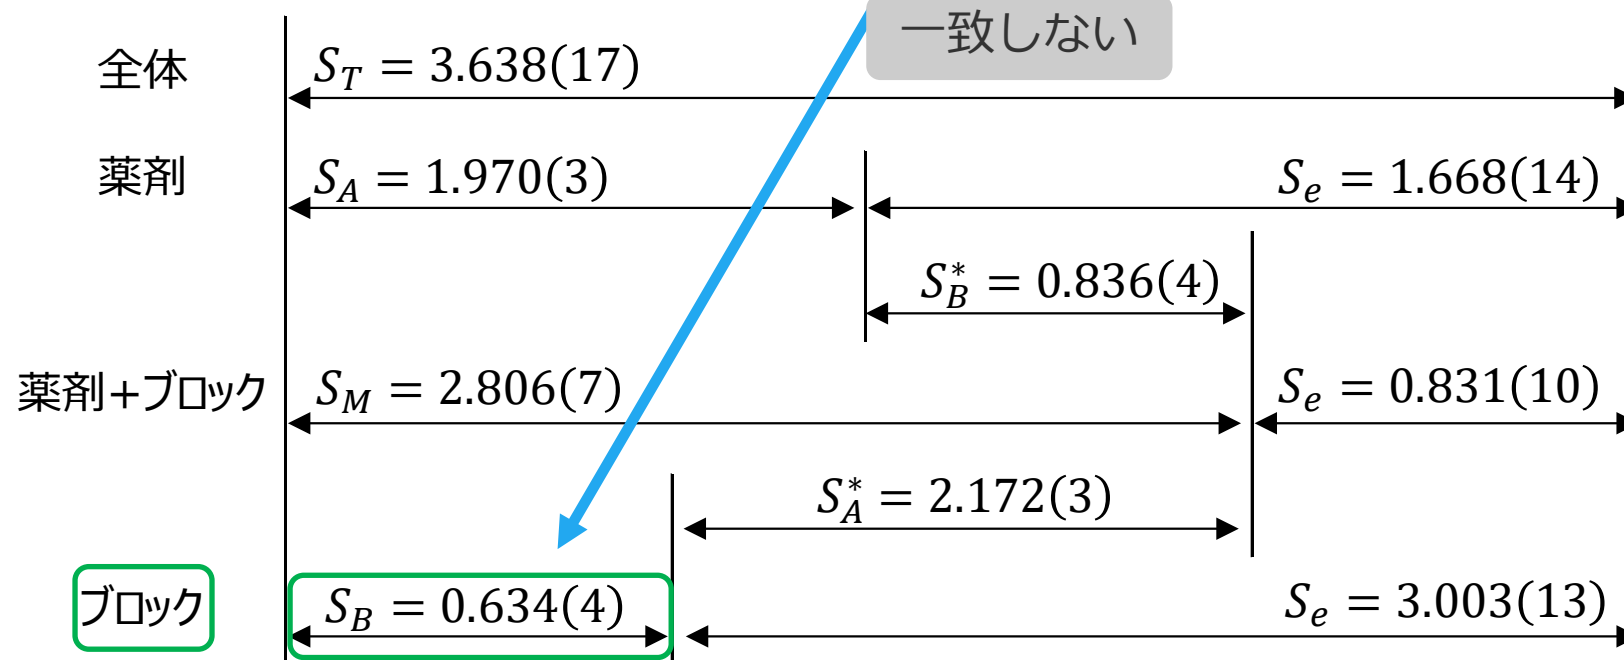 一致しない
全体 S_T = 3.638(17)
薬剤 S_A = 1.970(3) S_e = 1.668(14)
S_B^* = 0.836(4)
薬剤+ブロック S_M = 2.806(7) S_e = 0.831(10)
S_A^* = 2.172(3)
ブロック S_B = 0.634(4) S_e = 3.003(13)